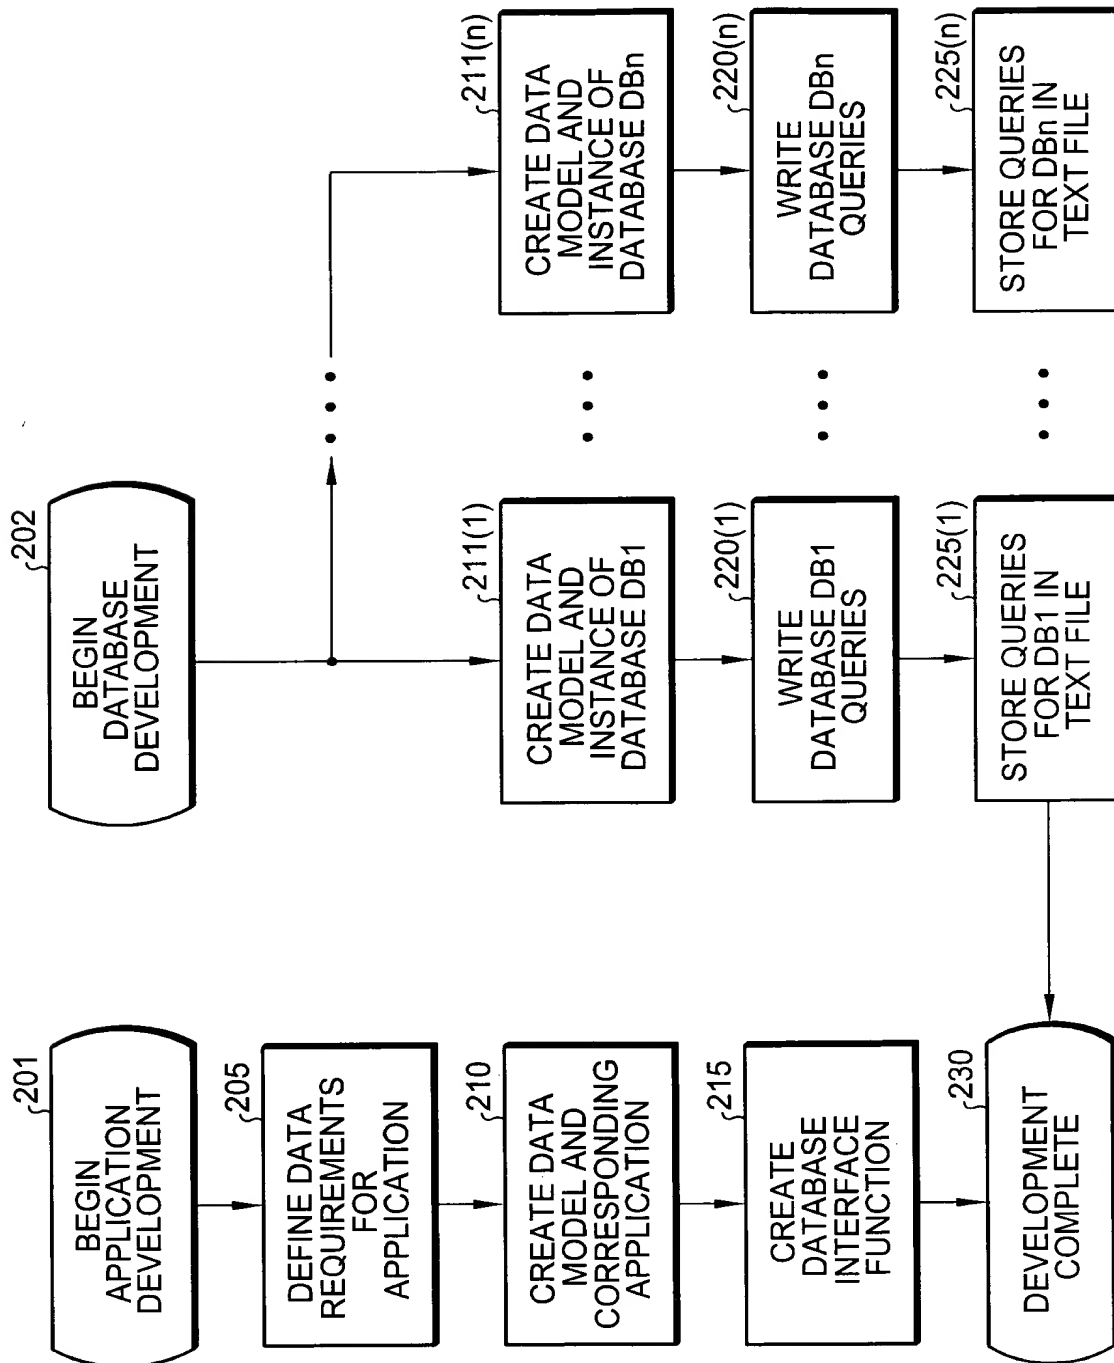 201
BEGIN
APPLICATION
DEVELOPMENT
205
DEFINE DATA
REQUIREMENTS
FOR
APPLICATION
210
CREATE DATA
MODEL AND
CORRESPONDING
APPLICATION
215
CREATE
DATABASE
INTERFACE
FUNCTION
230
DEVELOPMENT
COMPLETE
202
BEGIN
DATABASE
DEVELOPMENT
211(1)
CREATE DATA
MODEL AND
INSTANCE OF
DATABASE DB1
220(1)
WRITE
DATABASE DB1
QUERIES
225(1)
STORE QUERIES
FOR DB1 IN
TEXT FILE
211(n)
CREATE DATA
MODEL AND
INSTANCE OF
DATABASE DBn
220(n)
WRITE
DATABASE DBn
QUERIES
225(n)
STORE QUERIES
FOR DBn IN
TEXT FILE